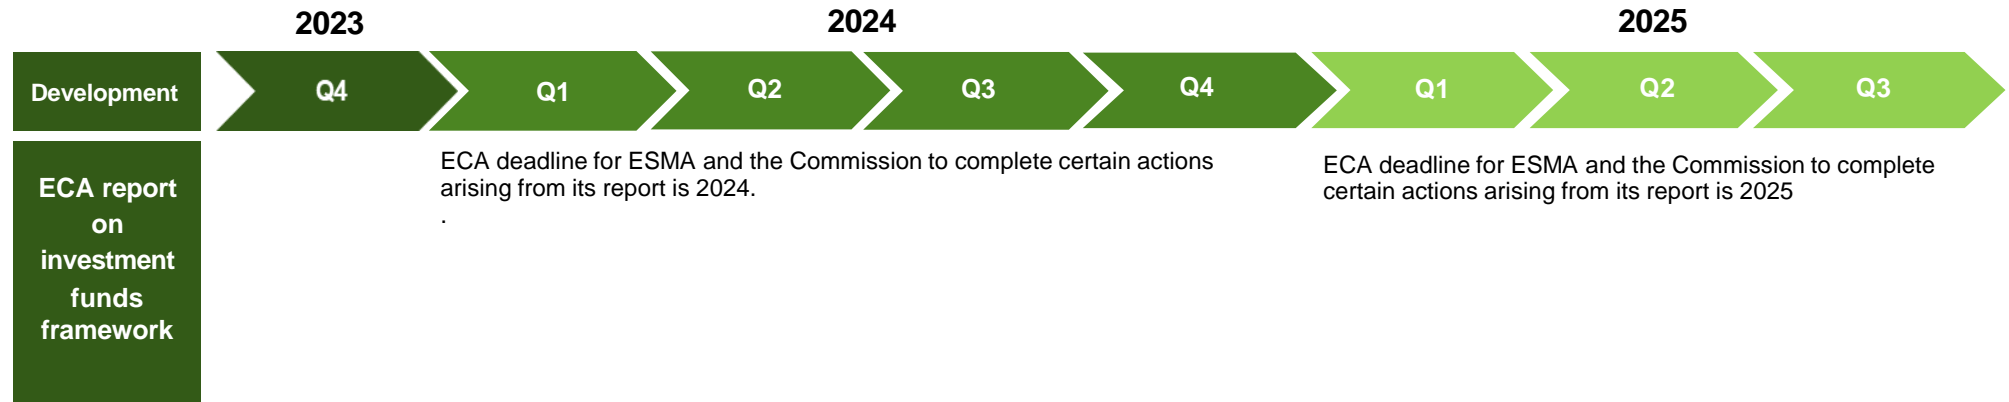 2023
2024
2025
Development
Q4
Q1
Q2
Q3
Q4
Q1
Q2
Q3
ECA report
on
investment
funds
framework
ECA deadline for ESMA and the Commission to complete certain actions
arising from its report is 2024.
.
ECA deadline for ESMA and the Commission to complete
certain actions arising from its report is 2025